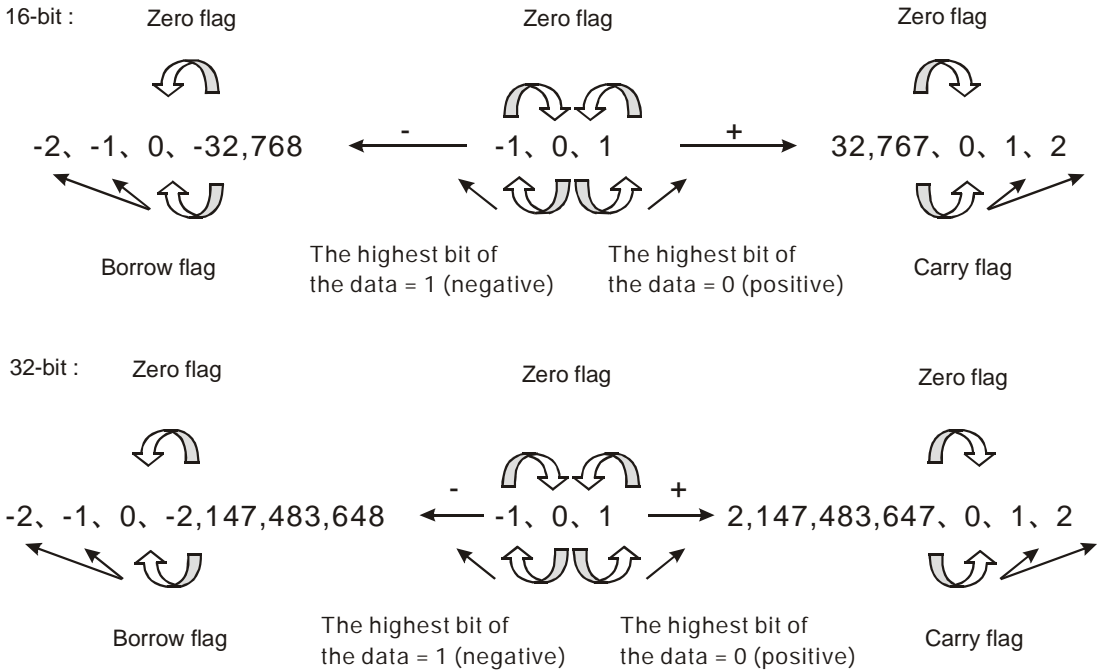 16-bit :
Zero flag
Zero flag
Zero flag
-2、-1、0、-32,768
-
-1、0、1
+
32,767、0、1、2
Borrow flag
The highest bit of
the data = 1 (negative)
The highest bit of
the data = 0 (positive)
Carry flag
32-bit :
Zero flag
Zero flag
Zero flag
-2、-1、0、-2,147,483,648
-
-1、0、1
+
2,147,483,647、0、1、2
Borrow flag
The highest bit of
the data = 1 (negative)
The highest bit of
the data = 0 (positive)
Carry flag